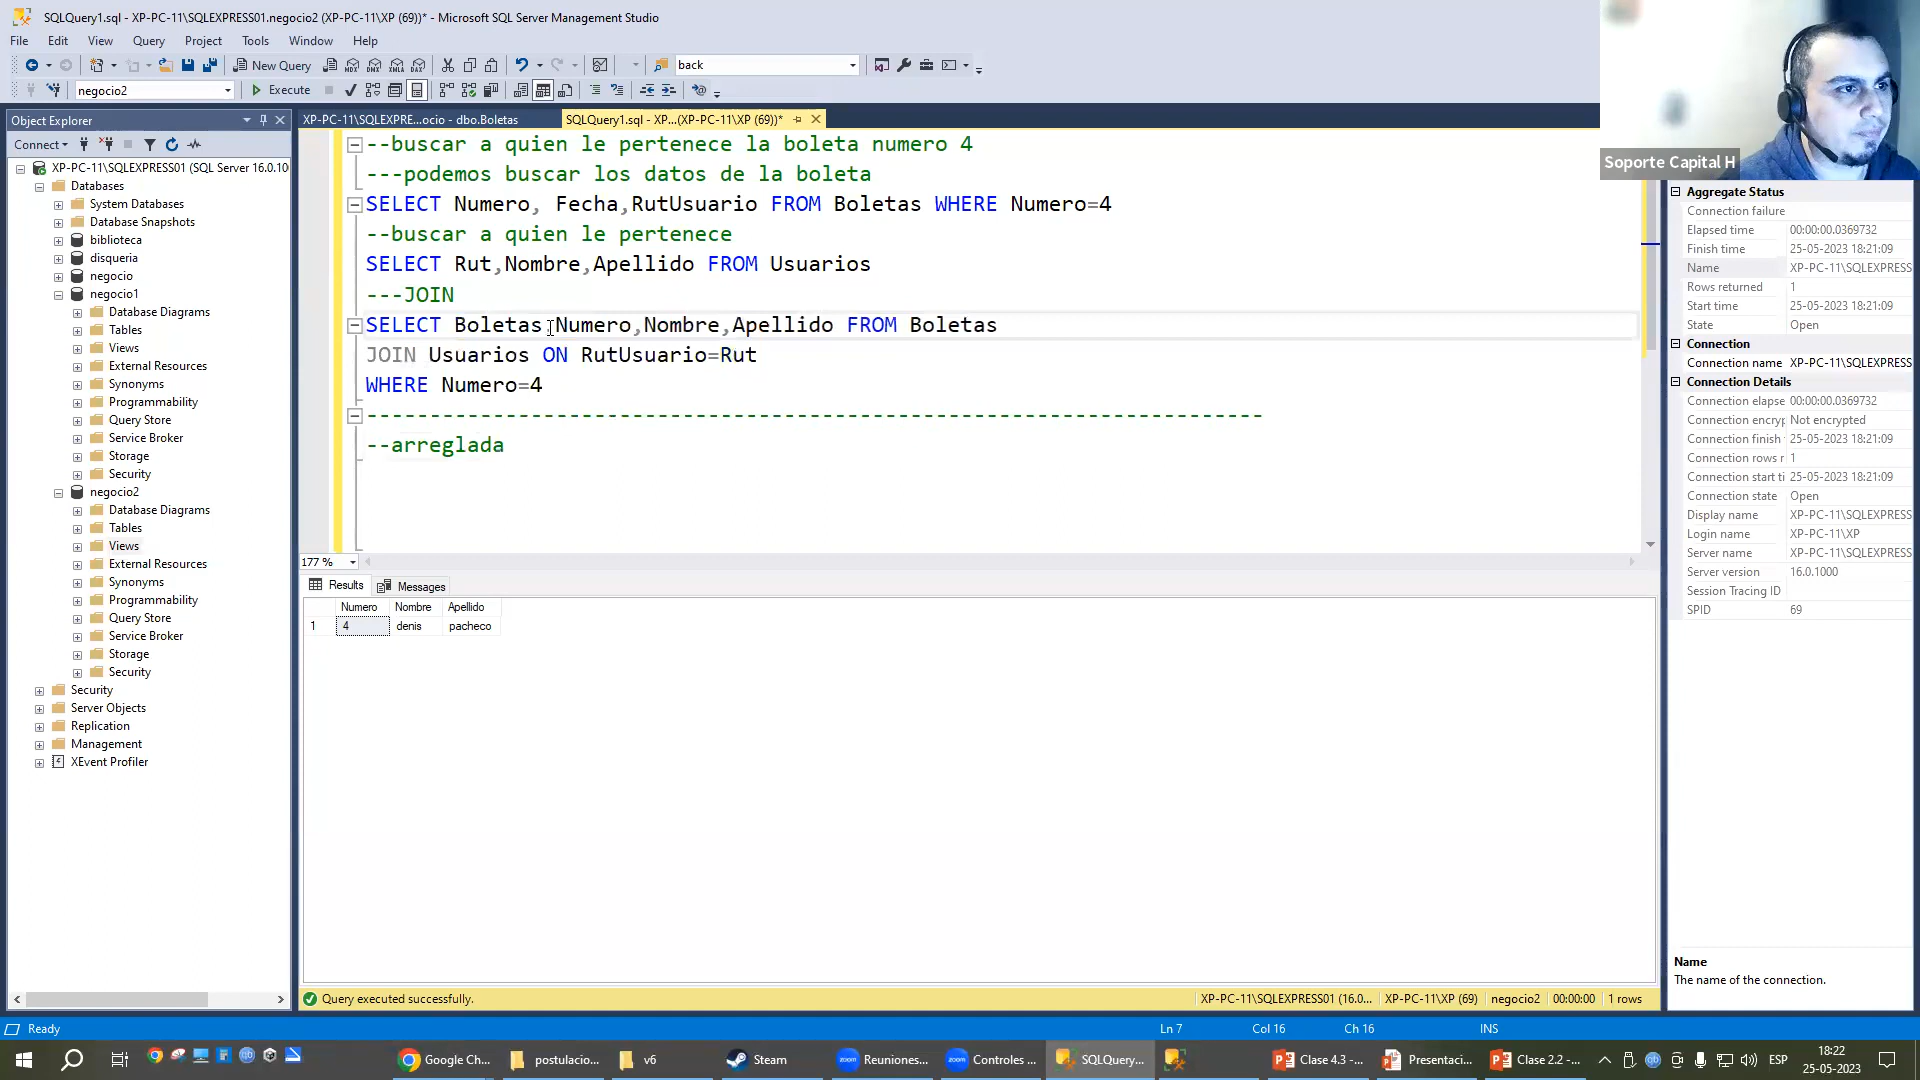 SQLQuery1.sql - XP-PC-11\SQLEXPRESS01.negocio2 (XP-PC-11\XP (69))* - Microsoft SQL Server Management Studio
File Edit View Query Project Tools Window Help
New Query back
negocio2 Execute
Object Explorer
Connect
XP-PC-11\SQLEXPRESS01 (SQL Server 16.0.10
Databases
System Databases
Database Snapshots
biblioteca
disqueria
negocio
negocio1
Database Diagrams
Tables
Views
External Resources
Synonyms
Programmability
Query Store
Service Broker
Storage
Security
negocio2
Database Diagrams
Tables
Views
External Resources
Synonyms
Programmability
Query Store
Service Broker
Storage
Security
Security
Server Objects
Replication
Management
XEvent Profiler
XP-PC-11\SQLEXPRE...ocio - dbo.Boletas
SQLQuery1.sql - XP...(XP-PC-11\XP (69))*
--buscar a quien le pertenece la boleta numero 4
---podemos buscar los datos de la boleta
SELECT Numero, Fecha,RutUsuario FROM Boletas WHERE Numero=4
--buscar a quien le pertenece
SELECT Rut,Nombre,Apellido FROM Usuarios
---JOIN
SELECT Boletas.Numero,Nombre,Apellido FROM Boletas
JOIN Usuarios ON RutUsuario=Rut
WHERE Numero=4
-----------------------------------------------------------------------
--arreglada
177 %
Results Messages
Numero Nombre Apellido
1 4 denis pacheco
Query executed successfully.
XP-PC-11\SQLEXPRESS01 (16.0... XP-PC-11\XP (69) negocio2 00:00:00 1 rows
Soporte Capital H
Aggregate Status
Connection failure
Elapsed time 00:00:00.0369732
Finish time 25-05-2023 18:21:09
Name XP-PC-11\SQLEXPRESS
Rows returned 1
Start time 25-05-2023 18:21:09
State Open
Connection
Connection name XP-PC-11\SQLEXPRESS
Connection Details
Connection elapse 00:00:00.0369732
Connection encryp Not encrypted
Connection finish 25-05-2023 18:21:09
Connection rows r 1
Connection start ti 25-05-2023 18:21:09
Connection state Open
Display name XP-PC-11\SQLEXPRESS
Login name XP-PC-11\XP
Server name XP-PC-11\SQLEXPRESS
Server version 16.0.1000
Session Tracing ID
SPID 69
Name
The name of the connection.
Ready Ln 7 Col 16 Ch 16 INS
Google Ch... postulacio... v6 Steam Reuniones... Controles ... SQLQuery... Clase 4.3 -... Presentaci... Clase 2.2 -... ESP
18:22
25-05-2023